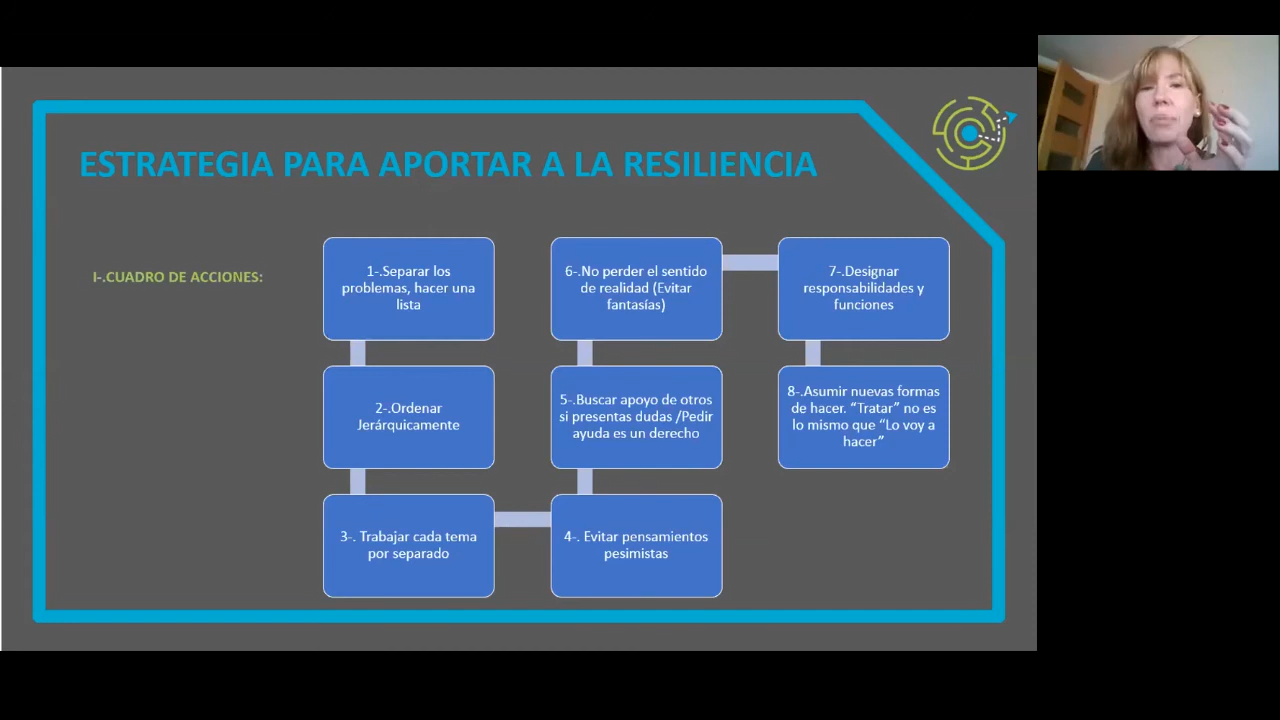 ESTRATEGIA PARA APORTAR A LA RESILIENCIA
I-.CUADRO DE ACCIONES:
1-.Separar los
problemas, hacer una
lista
2-.Ordenar
Jerárquicamente
3-. Trabajar cada tema
por separado
4-. Evitar pensamientos
pesimistas
5-.Buscar apoyo de otros
si presentas dudas /Pedir
ayuda es un derecho
6-.No perder el sentido
de realidad (Evitar
fantasías)
7-.Designar
responsabilidades y
funciones
8-.Asumir nuevas formas
de hacer. “Tratar” no es
lo mismo que “Lo voy a
hacer”